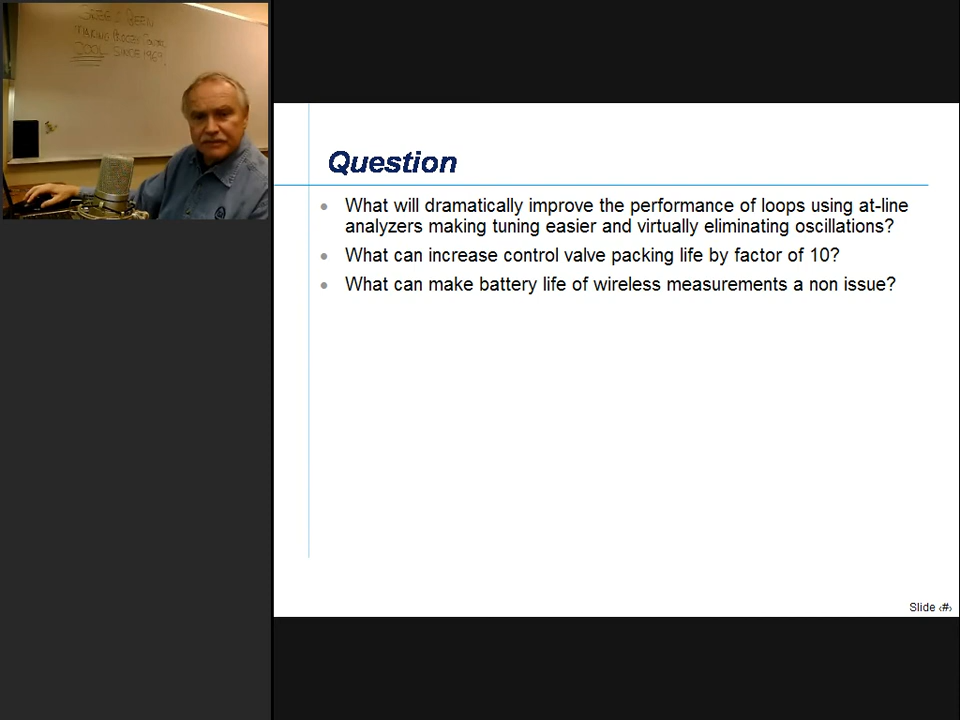 SINCE 1969
Question
• What will dramatically improve the performance of loops using at-line
analyzers making tuning easier and virtually eliminating oscillations?
• What can increase control valve packing life by factor of 10?
• What can make battery life of wireless measurements a non issue?
Slide ‹#›